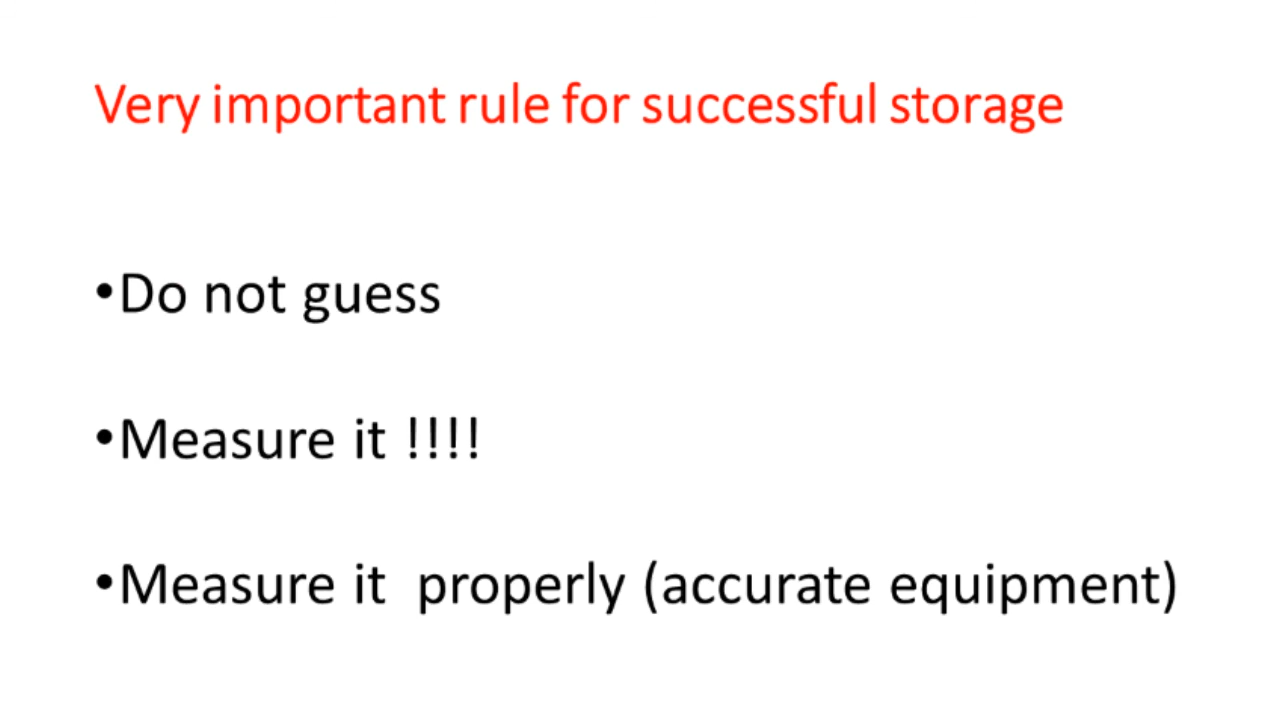 Very important rule for successful storage
•Do not guess
•Measure it !!!!
•Measure it  properly (accurate equipment)